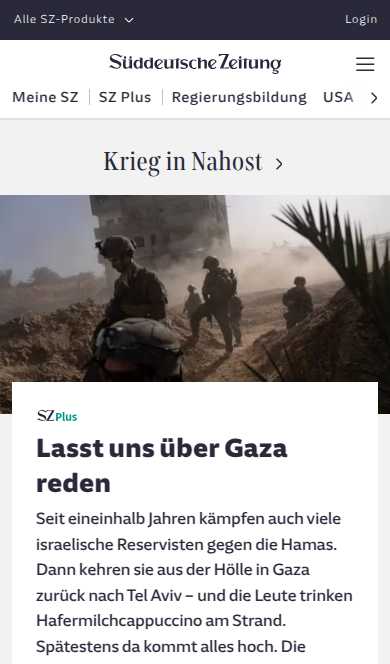 Alle SZ-Produkte
Login
Süddeutsche Zeitung
Meine SZ
SZ Plus
Regierungsbildung
USA
Krieg in Nahost
SZ Plus
Lasst uns über Gaza
reden
Seit eineinhalb Jahren kämpfen auch viele
israelische Reservisten gegen die Hamas.
Dann kehren sie aus der Hölle in Gaza
zurück nach Tel Aviv – und die Leute trinken
Hafermilchcappuccino am Strand.
Spätestens da kommt alles hoch. Die